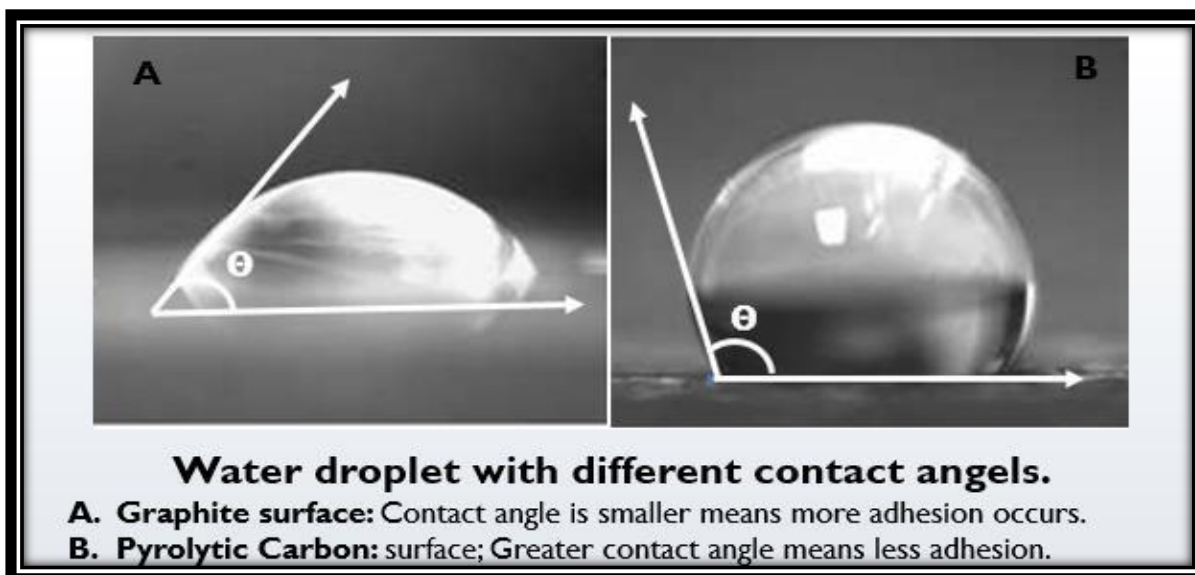 A
B
θ
θ
Water droplet with different contact angels.
A. Graphite surface: Contact angle is smaller means more adhesion occurs.
B. Pyrolytic Carbon: surface; Greater contact angle means less adhesion.